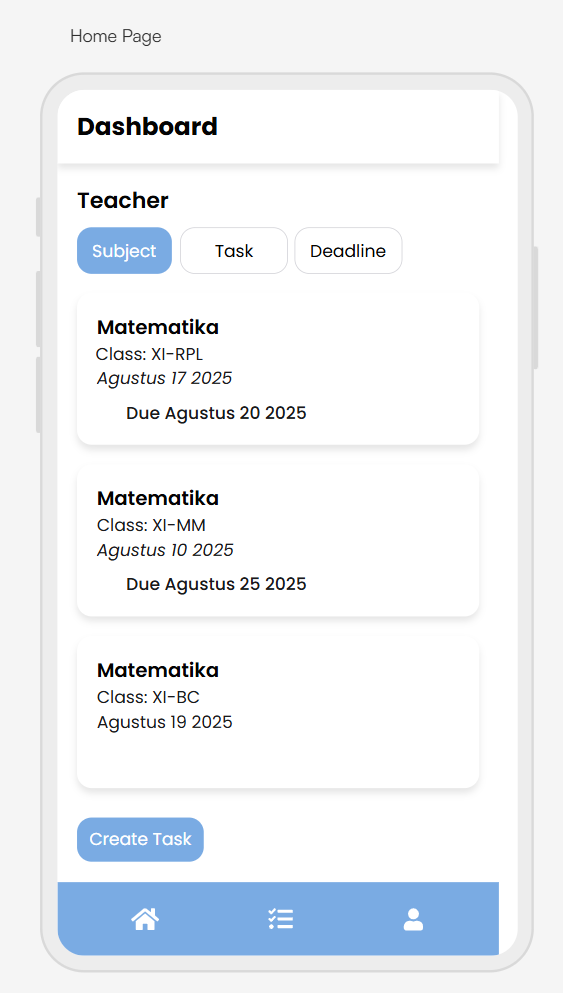 Home Page
Dashboard
Teacher
Subject Task Deadline
Matematika
Class: XI-RPL
Agustus 17 2025
Due Agustus 20 2025
Matematika
Class: XI-MM
Agustus 10 2025
Due Agustus 25 2025
Matematika
Class: XI-BC
Agustus 19 2025
Create Task